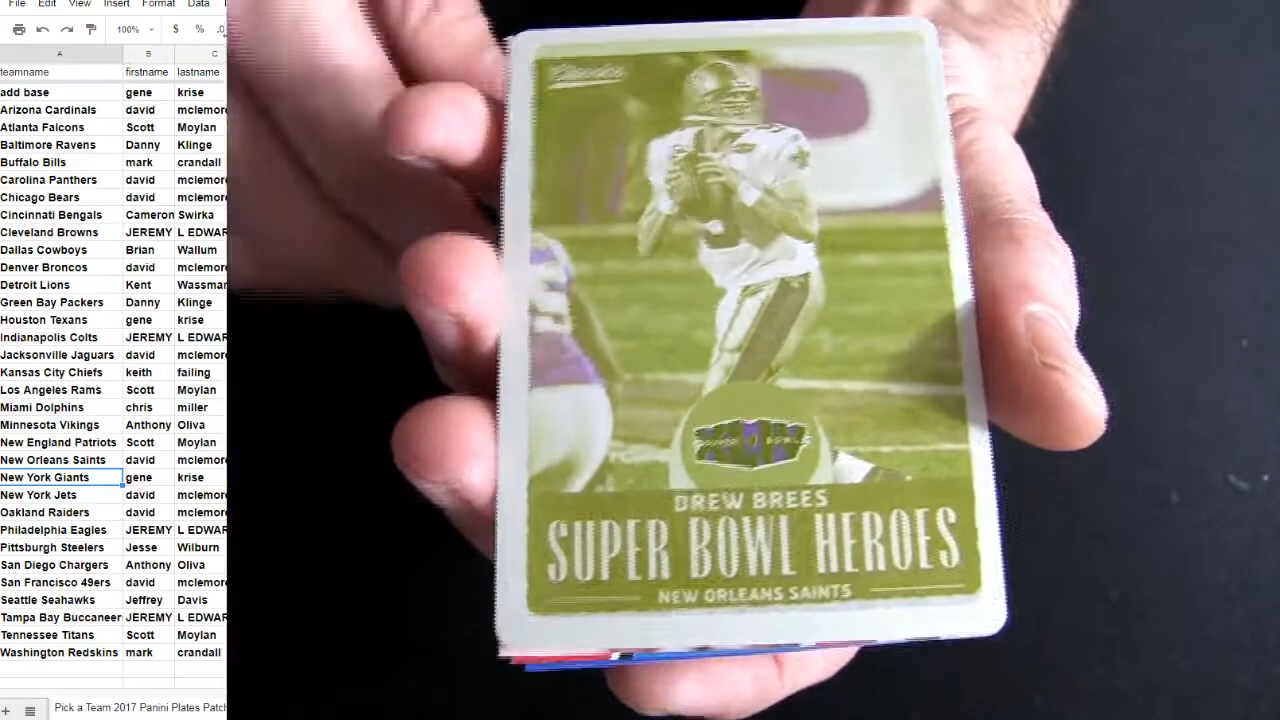 File Edit View Insert Format Data
100% $ % .0
A B C
teamname firstname lastname
add base gene krise
Arizona Cardinals david mclemor
Atlanta Falcons Scott Moylan
Baltimore Ravens Danny Klinge
Buffalo Bills mark crandall
Carolina Panthers david mclemor
Chicago Bears david mclemor
Cincinnati Bengals Cameron Swirka
Cleveland Browns JEREMY L EDWAR
Dallas Cowboys Brian Wallum
Denver Broncos david mclemor
Detroit Lions Kent Wassmar
Green Bay Packers Danny Klinge
Houston Texans gene krise
Indianapolis Colts JEREMY L EDWAR
Jacksonville Jaguars david mclemor
Kansas City Chiefs keith failing
Los Angeles Rams Scott Moylan
Miami Dolphins chris miller
Minnesota Vikings Anthony Oliva
New England Patriots Scott Moylan
New Orleans Saints david mclemor
New York Giants gene krise
New York Jets david mclemor
Oakland Raiders david mclemor
Philadelphia Eagles JEREMY L EDWAR
Pittsburgh Steelers Jesse Wilburn
San Diego Chargers Anthony Oliva
San Francisco 49ers david mclemor
Seattle Seahawks Jeffrey Davis
Tampa Bay Buccaneer JEREMY L EDWAR
Tennessee Titans Scott Moylan
Washington Redskins mark crandall
Pick a Team 2017 Panini Plates Patch
Classics
DREW BREES
SUPER BOWL HEROES
NEW ORLEANS SAINTS